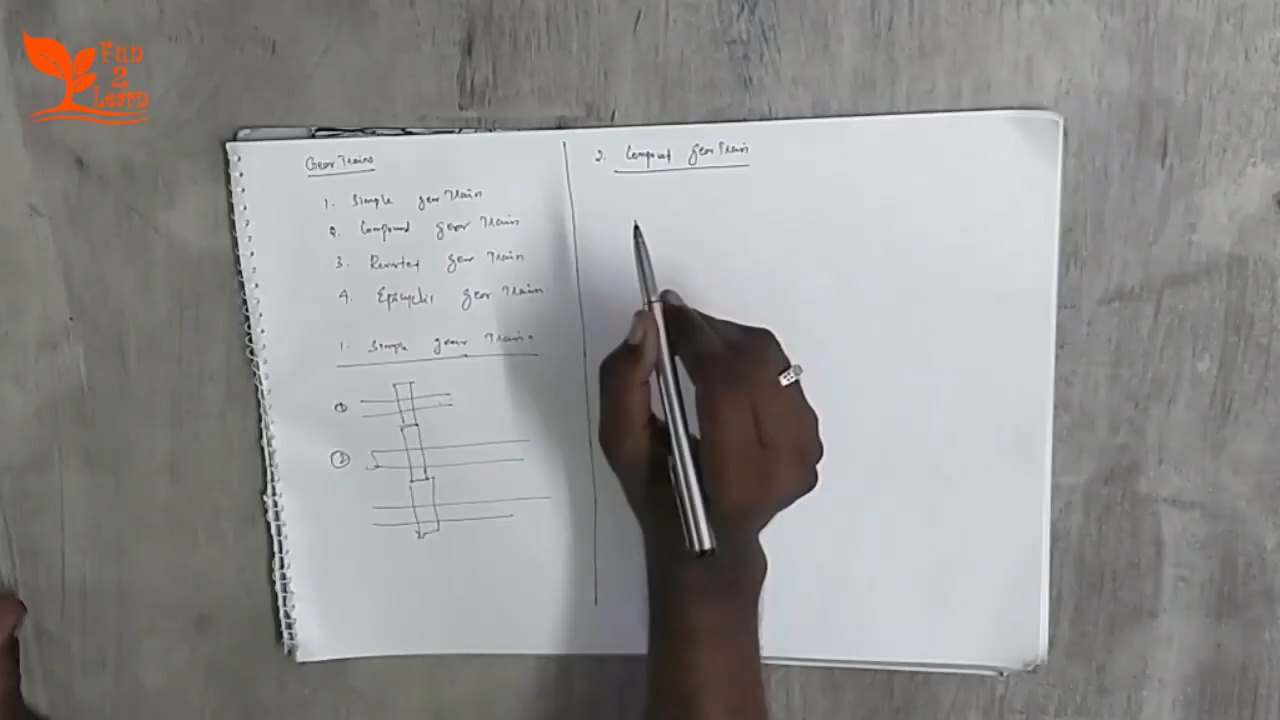 Fun
2
Learn
Gear Trains
1. Simple gear Train
2. Compound gear Train
3. Reverted gear Train
4. Epicyclic gear Train
1. Simple gear Train
2. Compound gear Train